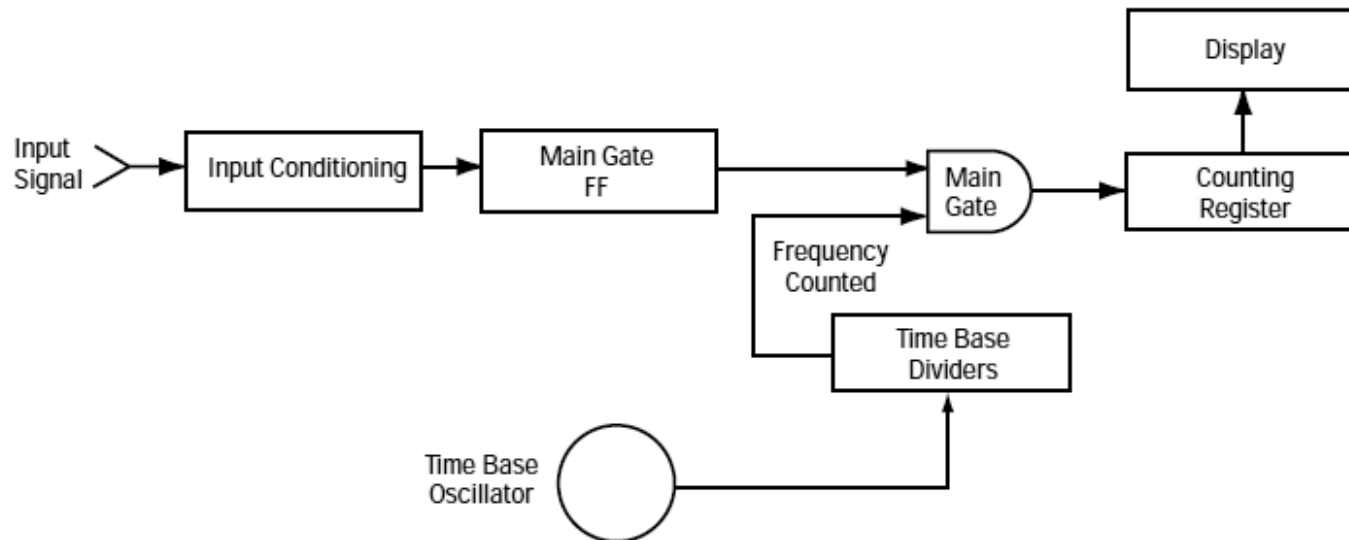 Display
Input
Signal
Input Conditioning
Main Gate
FF
Main
Gate
Counting
Register
Frequency
Counted
Time Base
Dividers
Time Base
Oscillator